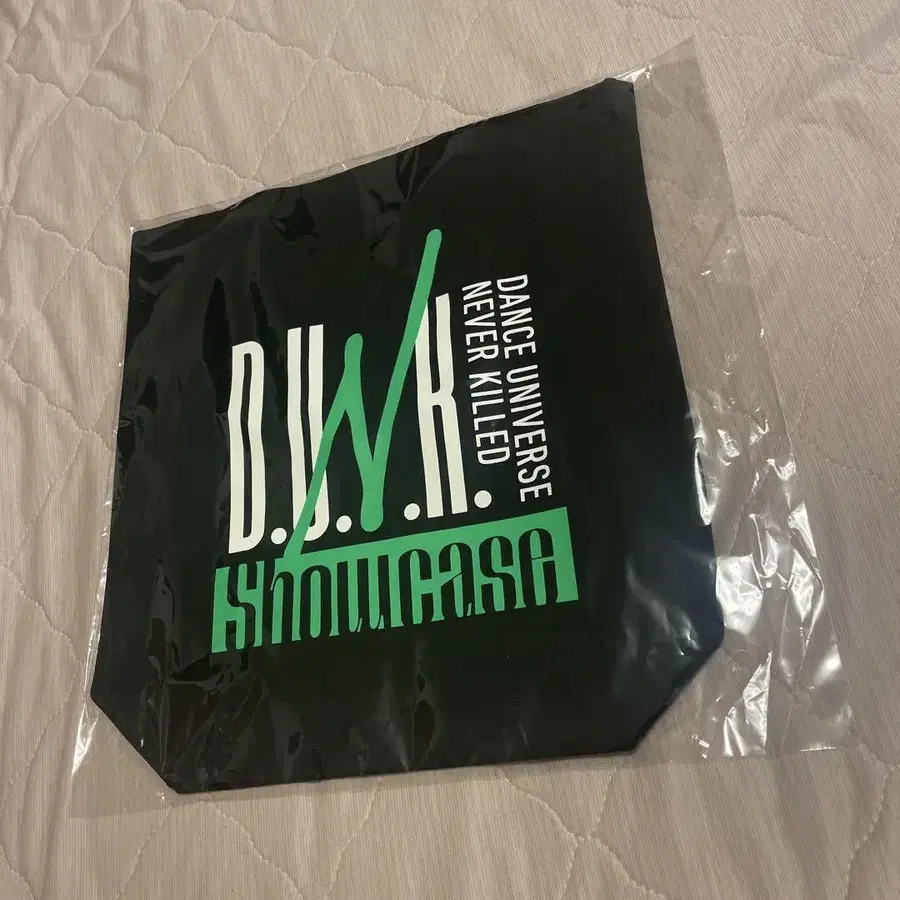 D.U.N.K.
DANCE UNIVERSE
NEVER KILLED
Showcase